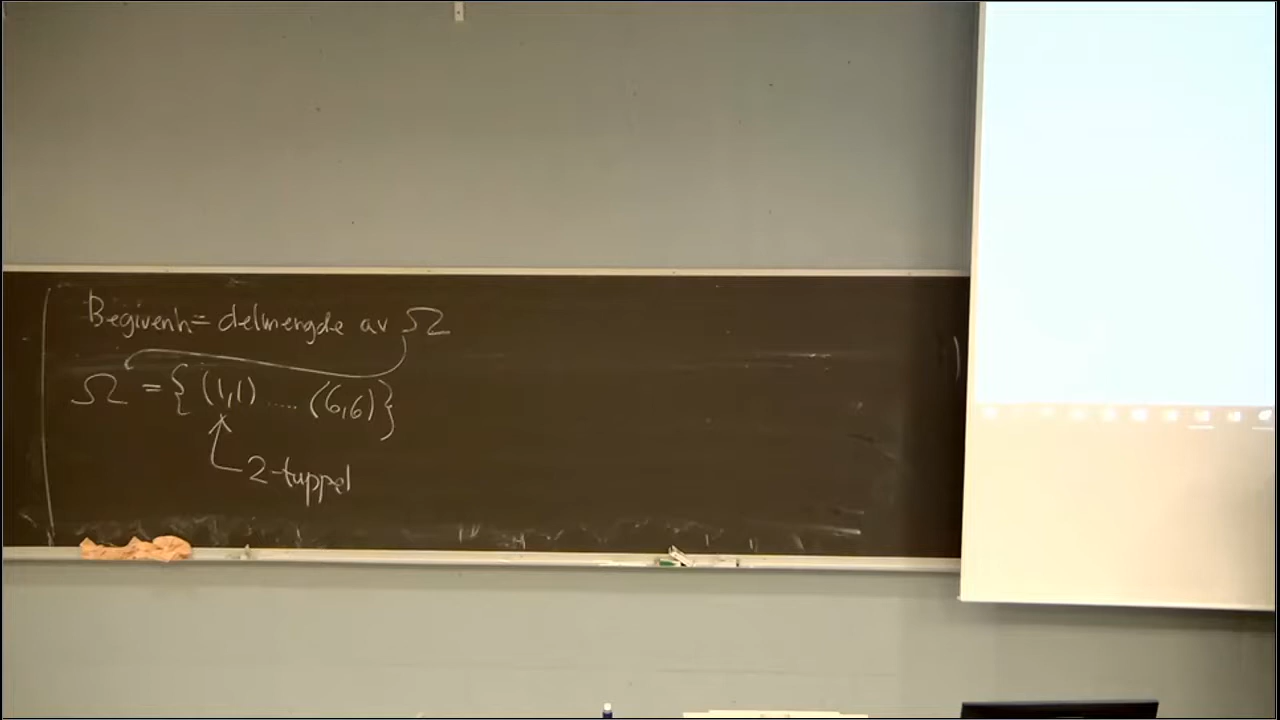 Begivenh= delmengde av Ω
Ω = {(1,1) ..... (6,6)}
2-tuppel